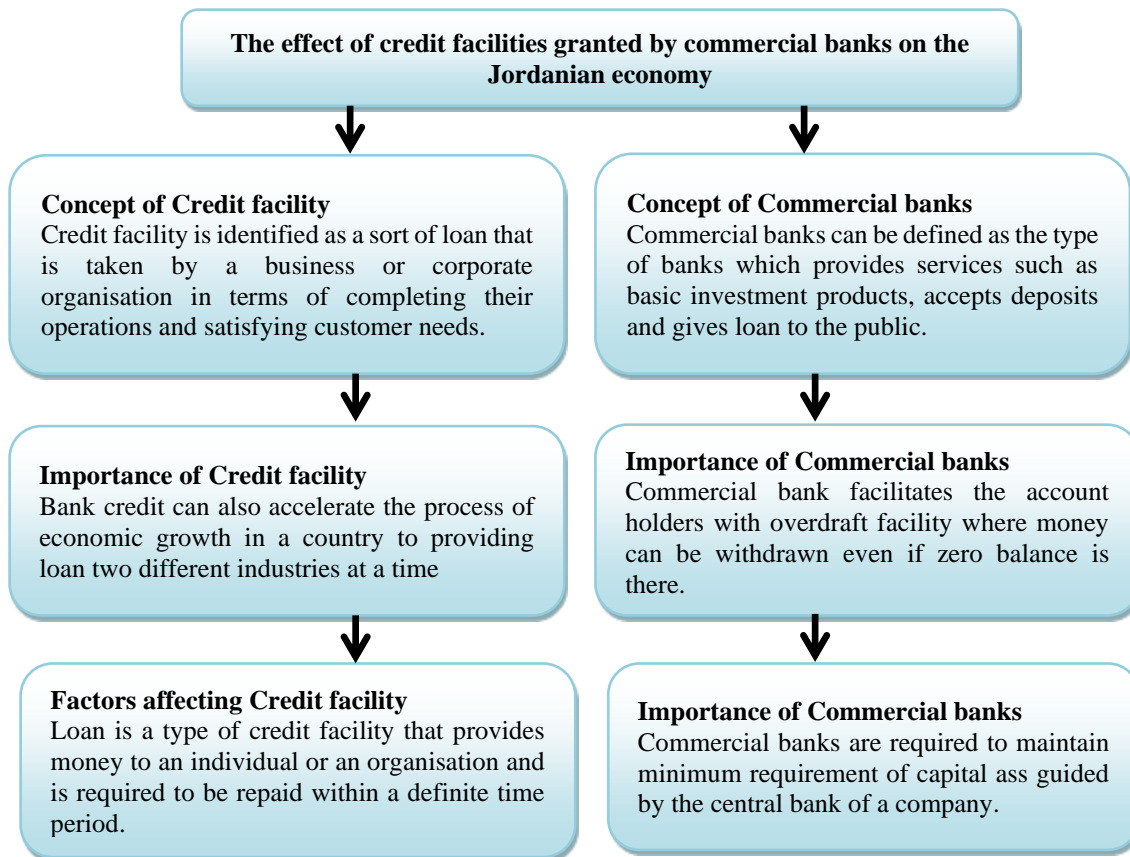 The effect of credit facilities granted by commercial banks on the
Jordanian economy
Concept of Credit facility
Credit facility is identified as a sort of loan that
is taken by a business or corporate
organisation in terms of completing their
operations and satisfying customer needs.
Concept of Commercial banks
Commercial banks can be defined as the type
of banks which provides services such as
basic investment products, accepts deposits
and gives loan to the public.
Importance of Credit facility
Bank credit can also accelerate the process of
economic growth in a country to providing
loan two different industries at a time
Importance of Commercial banks
Commercial bank facilitates the account
holders with overdraft facility where money
can be withdrawn even if zero balance is
there.
Factors affecting Credit facility
Loan is a type of credit facility that provides
money to an individual or an organisation and
is required to be repaid within a definite time
period.
Importance of Commercial banks
Commercial banks are required to maintain
minimum requirement of capital ass guided
by the central bank of a company.